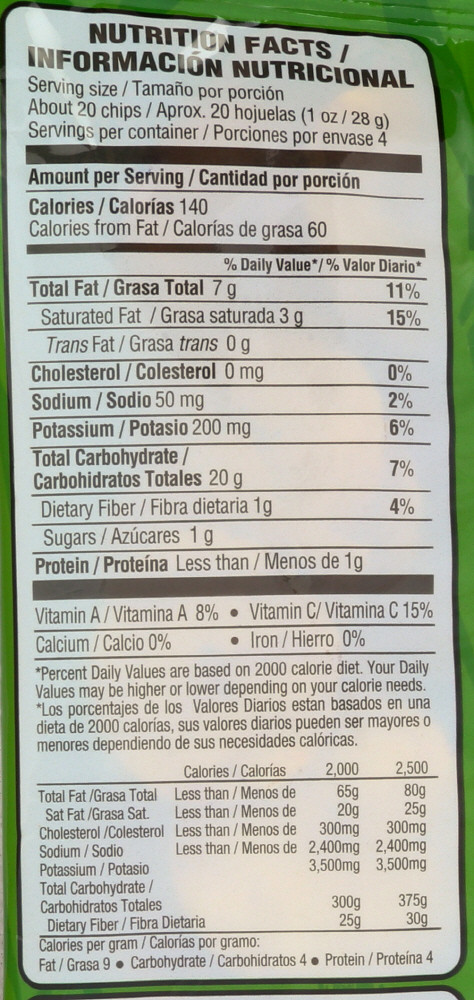 NUTRITION FACTS /
INFORMACIÓN NUTRICIONAL
Serving size / Tamaño por porción
About 20 chips / Aprox. 20 hojuelas (1 oz / 28 g)
Servings per container / Porciones por envase 4
Amount per Serving / Cantidad por porción
Calories / Calorías 140
Calories from Fat / Calorías de grasa 60
% Daily Value*/ % Valor Diario*
Total Fat / Grasa Total 7 g 11%
Saturated Fat / Grasa saturada 3 g 15%
Trans Fat / Grasa trans 0 g
Cholesterol / Colesterol 0 mg 0%
Sodium / Sodio 50 mg 2%
Potassium / Potasio 200 mg 6%
Total Carbohydrate /
Carbohidratos Totales 20 g 7%
Dietary Fiber / Fibra dietaria 1g 4%
Sugars / Azúcares 1 g
Protein / Proteína Less than / Menos de 1g
Vitamin A / Vitamina A 8% • Vitamin C/ Vitamina C 15%
Calcium / Calcio 0% • Iron / Hierro 0%
*Percent Daily Values are based on 2000 calorie diet. Your Daily
Values may be higher or lower depending on your calorie needs.
*Los porcentajes de los Valores Diarios estan basados en una
dieta de 2000 calorías, sus valores diarios pueden ser mayores o
menores dependiendo de sus necesidades calóricas.
Calories / Calorías 2,000 2,500
Total Fat /Grasa Total Less than / Menos de 65g 80g
Sat Fat /Grasa Sat. Less than / Menos de 20g 25g
Cholesterol /Colesterol Less than / Menos de 300mg 300mg
Sodium / Sodio Less than / Menos de 2,400mg 2,400mg
Potassium / Potasio 3,500mg 3,500mg
Total Carbohydrate /
Carbohidratos Totales 300g 375g
Dietary Fiber / Fibra Dietaria 25g 30g
Calories per gram / Calorías por gramo:
Fat / Grasa 9 • Carbohydrate / Carbohidratos 4 • Protein / Proteína 4